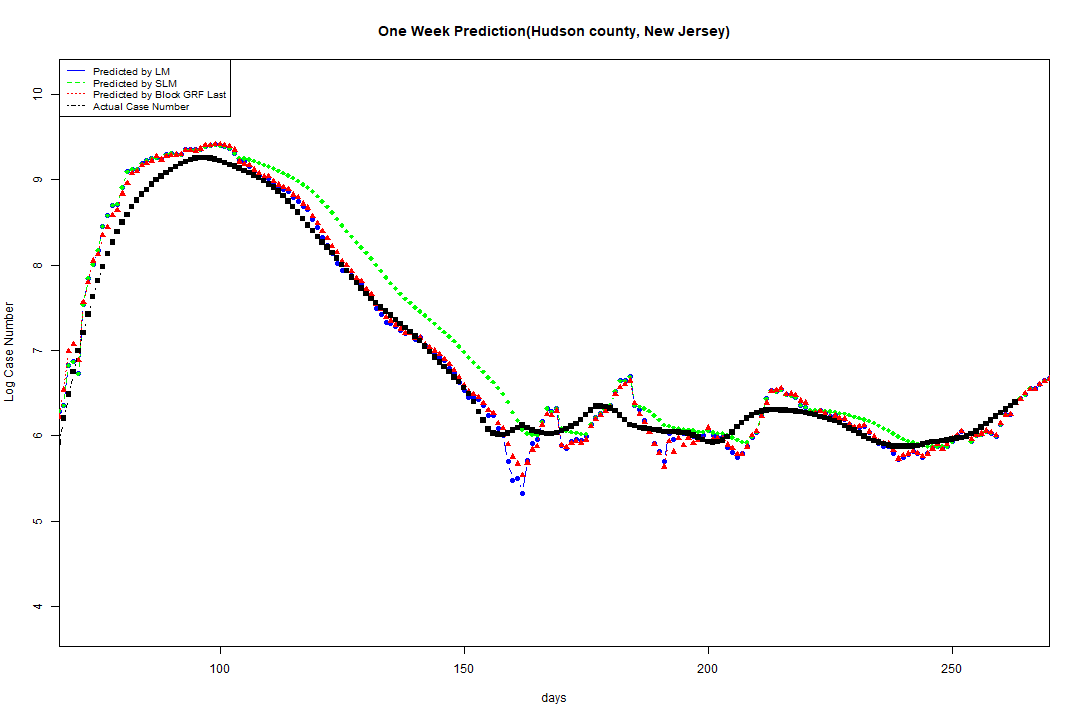 One Week Prediction(Hudson county, New Jersey)
Predicted by LM
Predicted by SLM
Predicted by Block GRF Last
Actual Case Number
Log Case Number
10
9
8
7
6
5
4
100 150 200 250
days